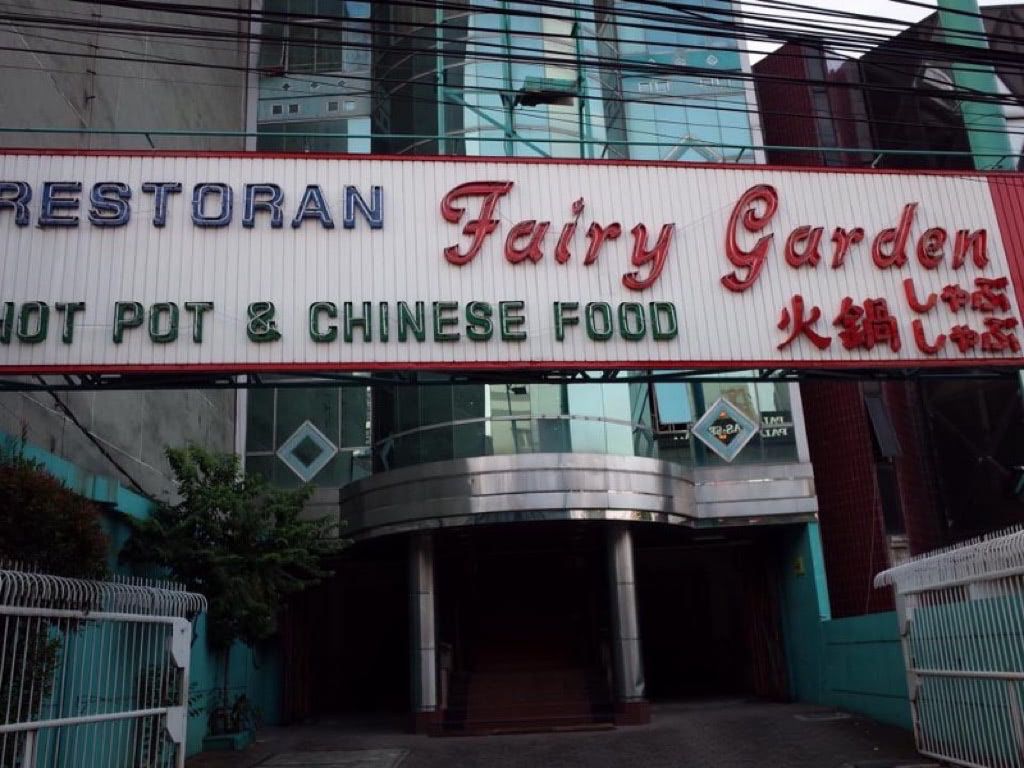 RESTORAN Fairy Garden
HOT POT & CHINESE FOOD
火鍋 しゃぶ
しゃぶ